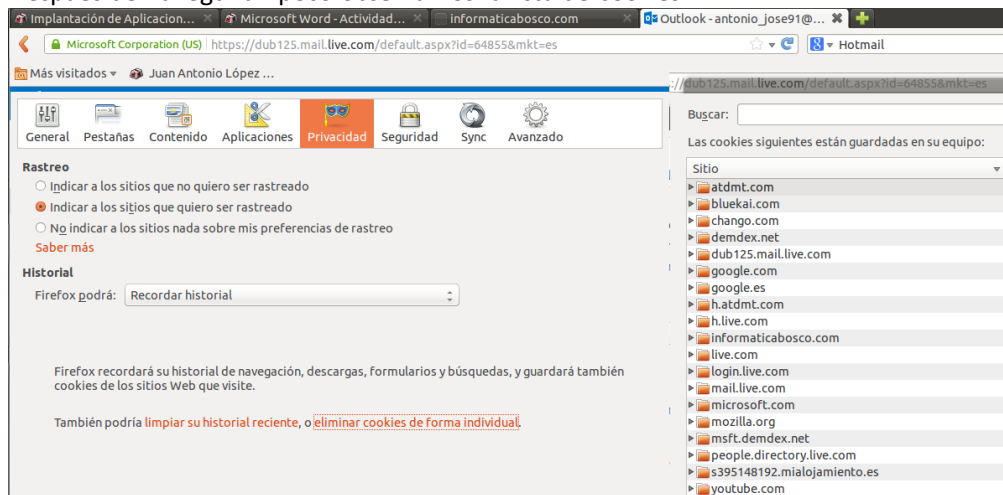 Implantación de Aplicacion... Microsoft Word - Actividad... informaticabosco.com Outlook - antonio_jose91@...
Microsoft Corporation (US) https://dub125.mail.live.com/default.aspx?id=64855&mkt=es Hotmail
Más visitados Juan Antonio López ...
://dub125.mail.live.com/default.aspx?id=64855&mkt=es
General Pestañas Contenido Aplicaciones Privacidad Seguridad Sync Avanzado
Rastreo
Indicar a los sitios que no quiero ser rastreado
Indicar a los sitios que quiero ser rastreado
No indicar a los sitios nada sobre mis preferencias de rastreo
Saber más
Historial
Firefox podrá: Recordar historial
Firefox recordará su historial de navegación, descargas, formularios y búsquedas, y guardará también
cookies de los sitios Web que visite.
También podría limpiar su historial reciente, o eliminar cookies de forma individual.
Buscar:
Las cookies siguientes están guardadas en su equipo:
Sitio
atdmt.com
bluekai.com
chango.com
demdex.net
dub125.mail.live.com
google.com
google.es
h.atdmt.com
h.live.com
informaticabosco.com
live.com
login.live.com
mail.live.com
microsoft.com
mozilla.org
msft.demdex.net
people.directory.live.com
s395148192.mialojamiento.es
youtube.com